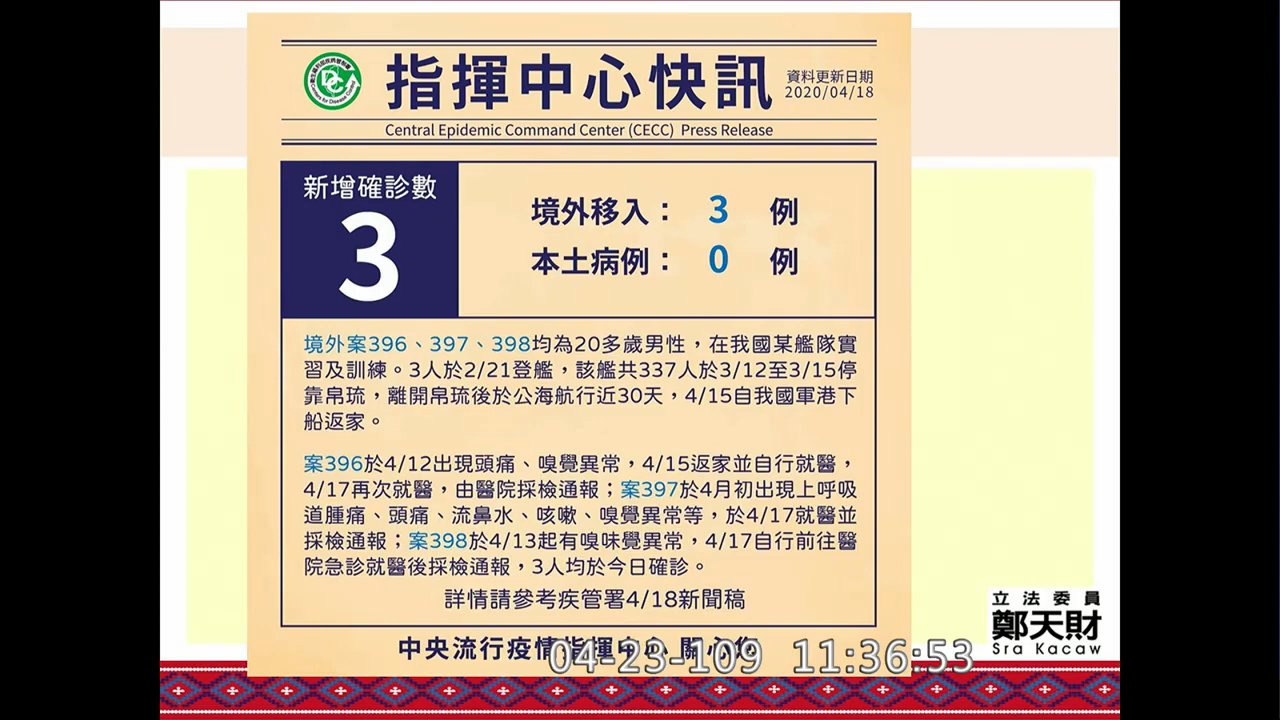 指揮中心快訊
資料更新日期
2020/04/18
Central Epidemic Command Center (CECC) Press Release
新增確診數
3
境外移入： 3 例
本土病例： 0 例
境外案396、397、398均為20多歲男性，在我國某艦隊實
習及訓練。3人於2/21登艦，該艦共337人於3/12至3/15停
靠帛琉，離開帛琉後於公海航行近30天，4/15自我國軍港下
船返家。
案396於4/12出現頭痛、嗅覺異常，4/15返家並自行就醫，
4/17再次就醫，由醫院採檢通報；案397於4月初出現上呼吸
道腫痛、頭痛、流鼻水、咳嗽、嗅覺異常等，於4/17就醫並
採檢通報；案398於4/13起有嗅味覺異常，4/17自行前往醫
院急診就醫後採檢通報，3人均於今日確診。
詳情請參考疾管署4/18新聞稿
中央流行疫情指揮中心 關心您
04-23-109 11:36:53
立法委員
鄭天財
Sra Kacaw